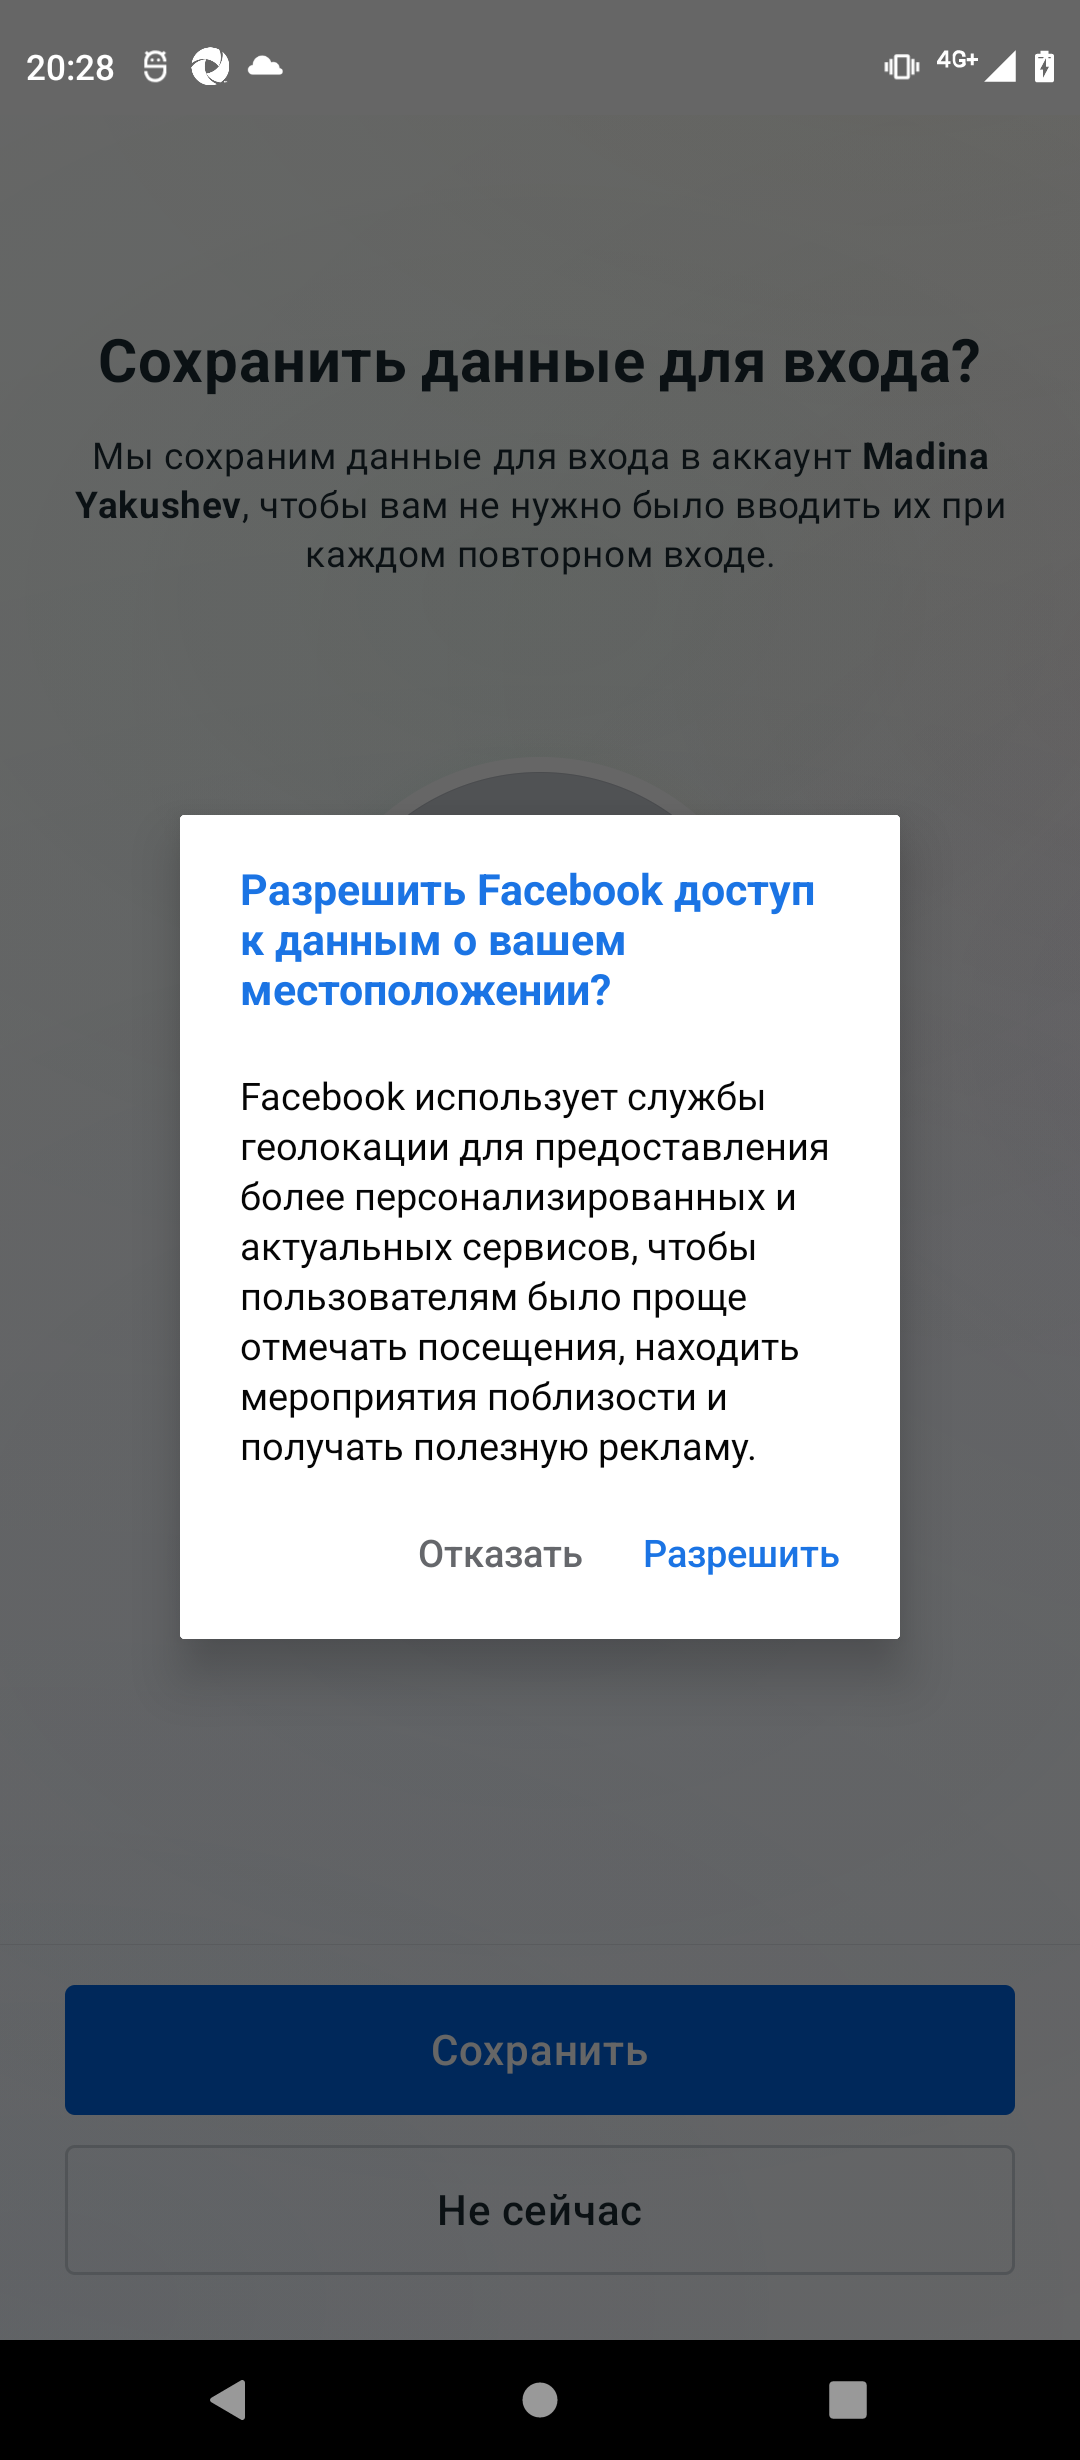 20:28
4G+
Сохранить данные для входа?
Мы сохраним данные для входа в аккаунт Madina
Yakushev, чтобы вам не нужно было вводить их при
каждом повторном входе.
Разрешить Facebook доступ
к данным о вашем
местоположении?
Facebook использует службы
геолокации для предоставления
более персонализированных и
актуальных сервисов, чтобы
пользователям было проще
отмечать посещения, находить
мероприятия поблизости и
получать полезную рекламу.
Отказать Разрешить
Сохранить
Не сейчас